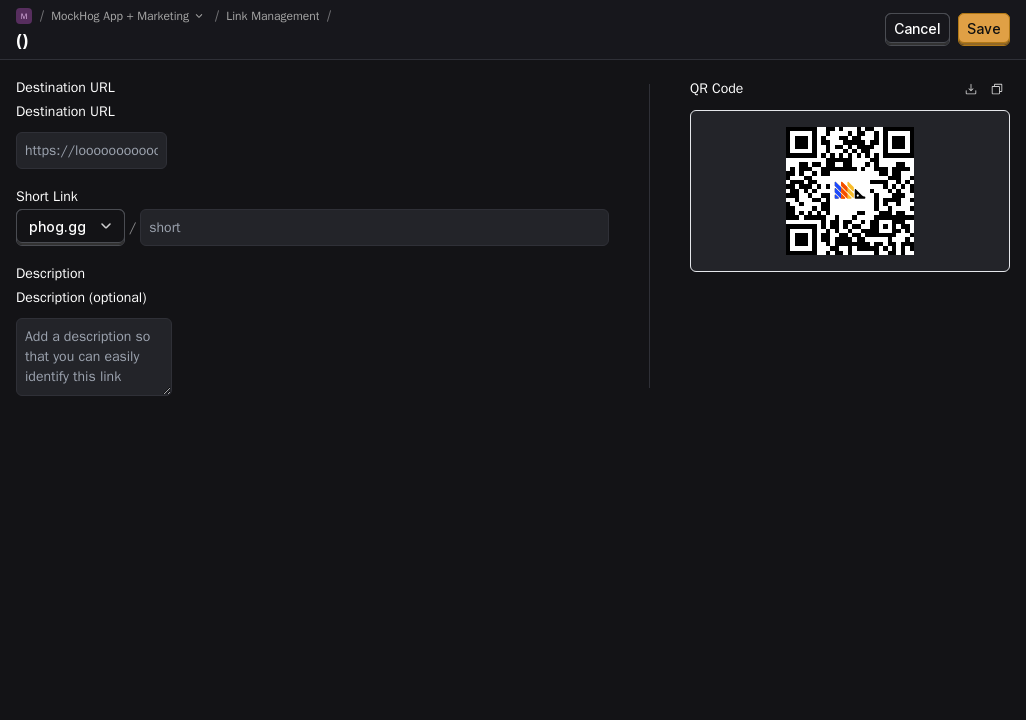 M / MockHog App + Marketing / Link Management /
()
Cancel
Save
Destination URL
Destination URL
https://looooooooooo
Short Link
phog.gg / short
Description
Description (optional)
Add a description so
that you can easily
identify this link
QR Code